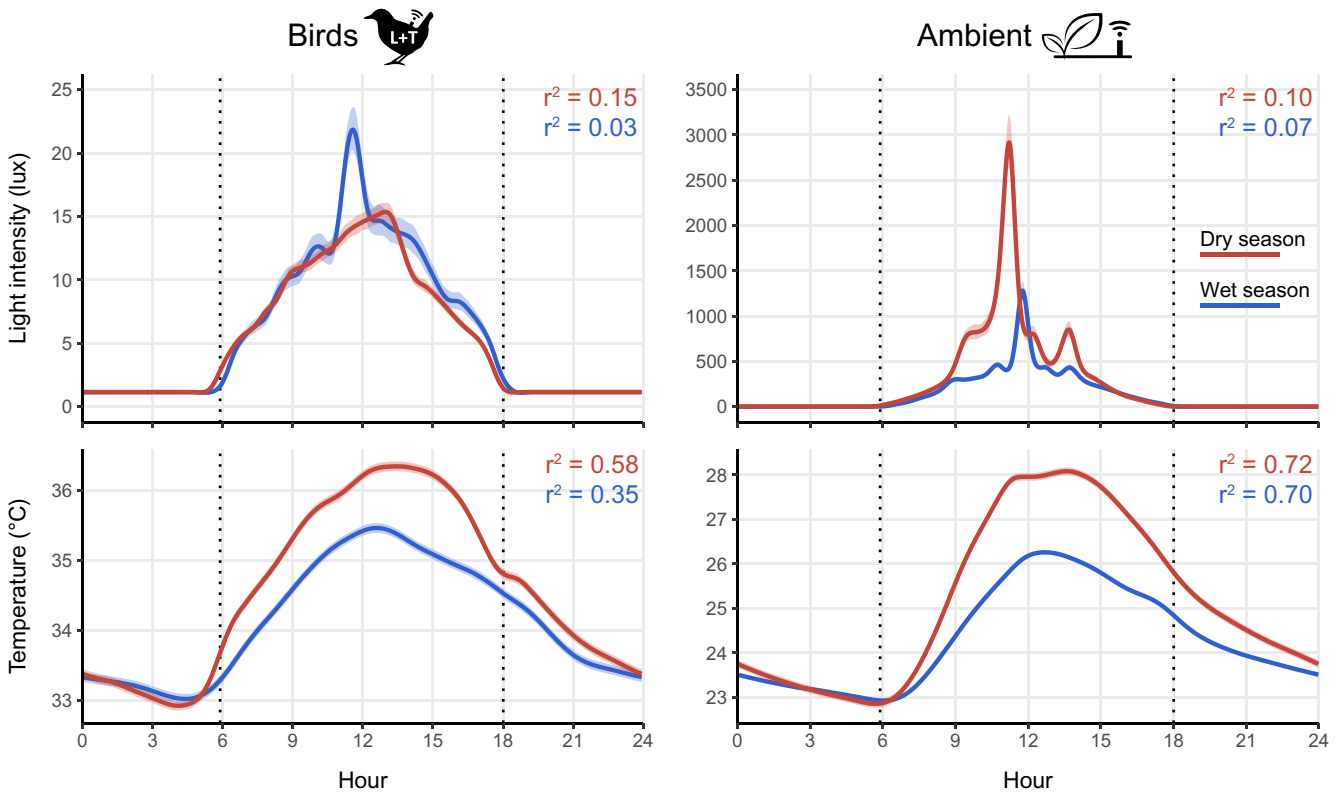 Birds
L+T
Ambient
Light intensity (lux)
25
20
15
10
5
0
r² = 0.15
r² = 0.03
3500
3000
2500
2000
1500
1000
500
0
r² = 0.10
r² = 0.07
Dry season
Wet season
Temperature (°C)
36
35
34
33
r² = 0.58
r² = 0.35
0 3 6 9 12 15 18 21 24
Hour
28
27
26
25
24
23
r² = 0.72
r² = 0.70
0 3 6 9 12 15 18 21 24
Hour